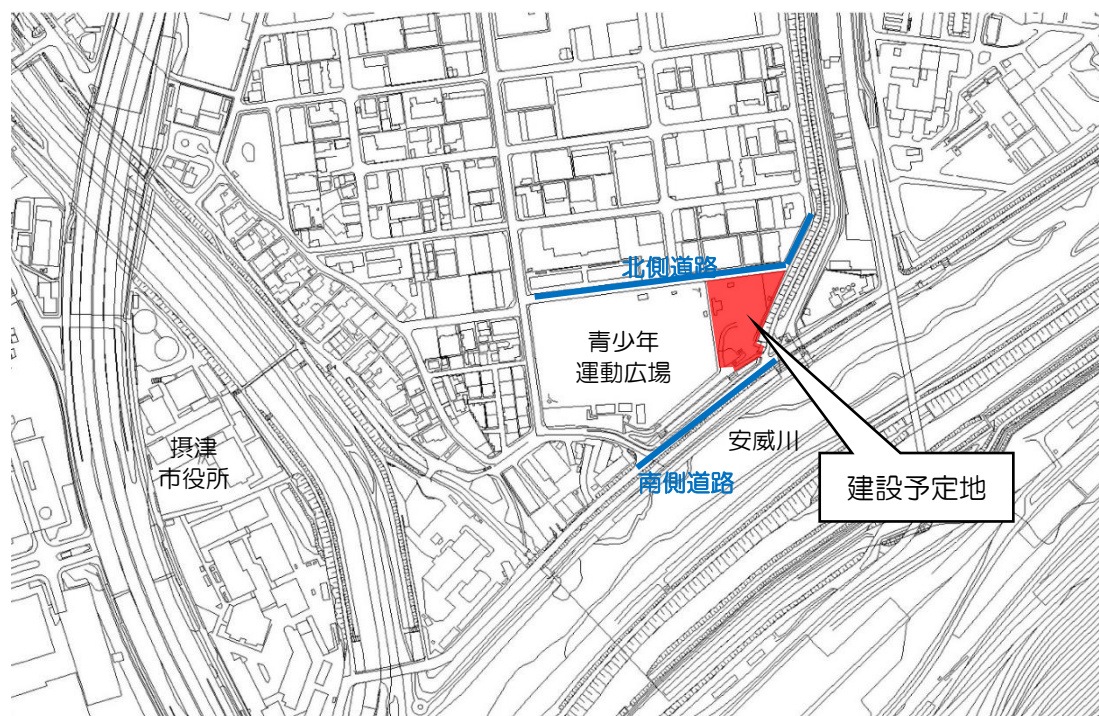 北側道路
青少年
運動広場
安威川
摂津
市役所
南側道路
建設予定地